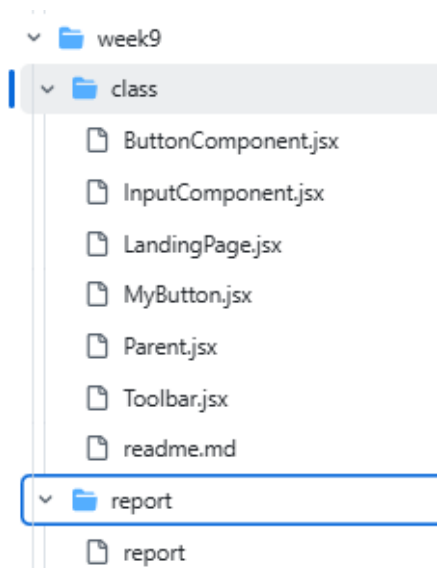 week9
class
ButtonComponent.jsx
InputComponent.jsx
LandingPage.jsx
MyButton.jsx
Parent.jsx
Toolbar.jsx
readme.md
report
report